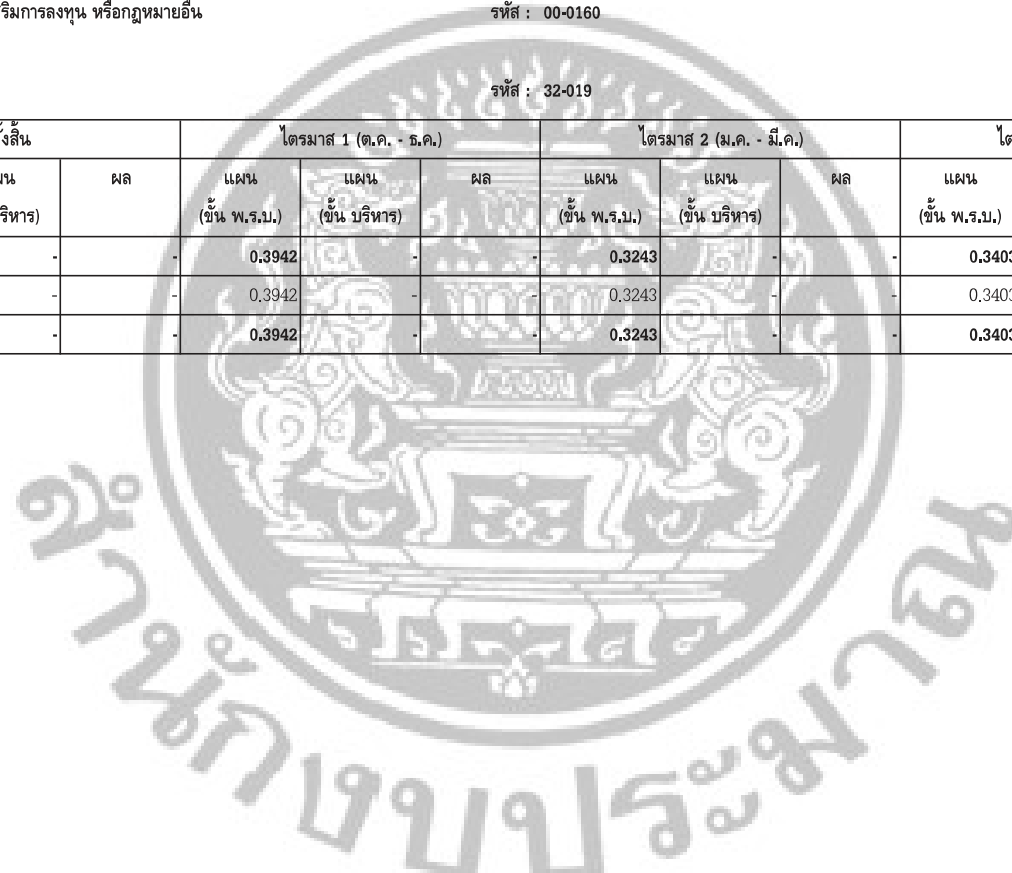 ริมการลงทุน หรือกฎหมายอื่น รหัส : 00-0160
รหัส : 32-019
ั้งสิ้น ไตรมาส 1 (ต.ค. - ธ.ค.) ไตรมาส 2 (ม.ค. - มี.ค.) ไต
ผน ผล แผน แผน ผล แผน แผน ผล แผน
ริหาร) (ชั้น พ.ร.บ.) (ชั้น บริหาร) (ชั้น พ.ร.บ.) (ชั้น บริหาร) (ชั้น พ.ร.บ.)
- - 0.3942 - - 0.3243 - - 0.3403
- - 0.3942 - - 0.3243 - - 0.3403
- - 0.3942 - - 0.3243 - - 0.3403
สำนักงบประมาณ